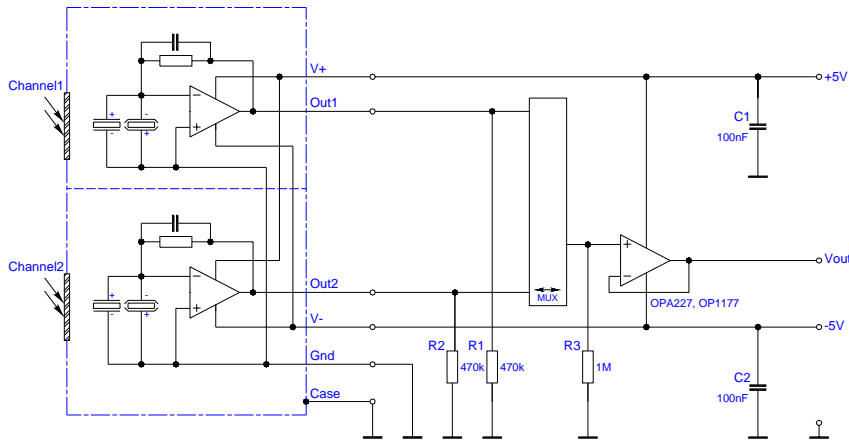 V+
+5V
Channel1
Out1
C1
100nF
Channel2
Vout
Out2
MUX
OPA227, OP1177
V-
-5V
R2
R1
R3
Gnd
470k
470k
1M
C2
100nF
Case